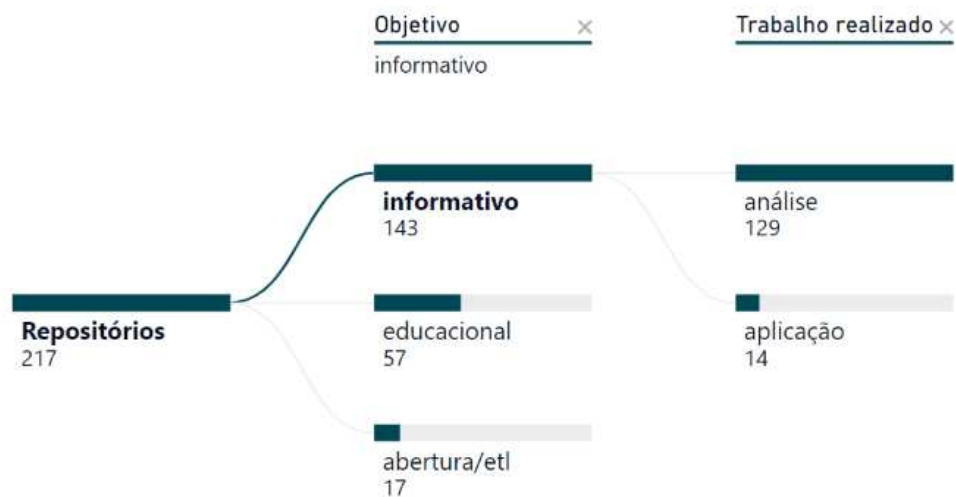 Objetivo ×
Trabalho realizado ×
informativo
informativo
143
análise
129
Repositórios
217
educacional
57
aplicação
14
abertura/etl
17